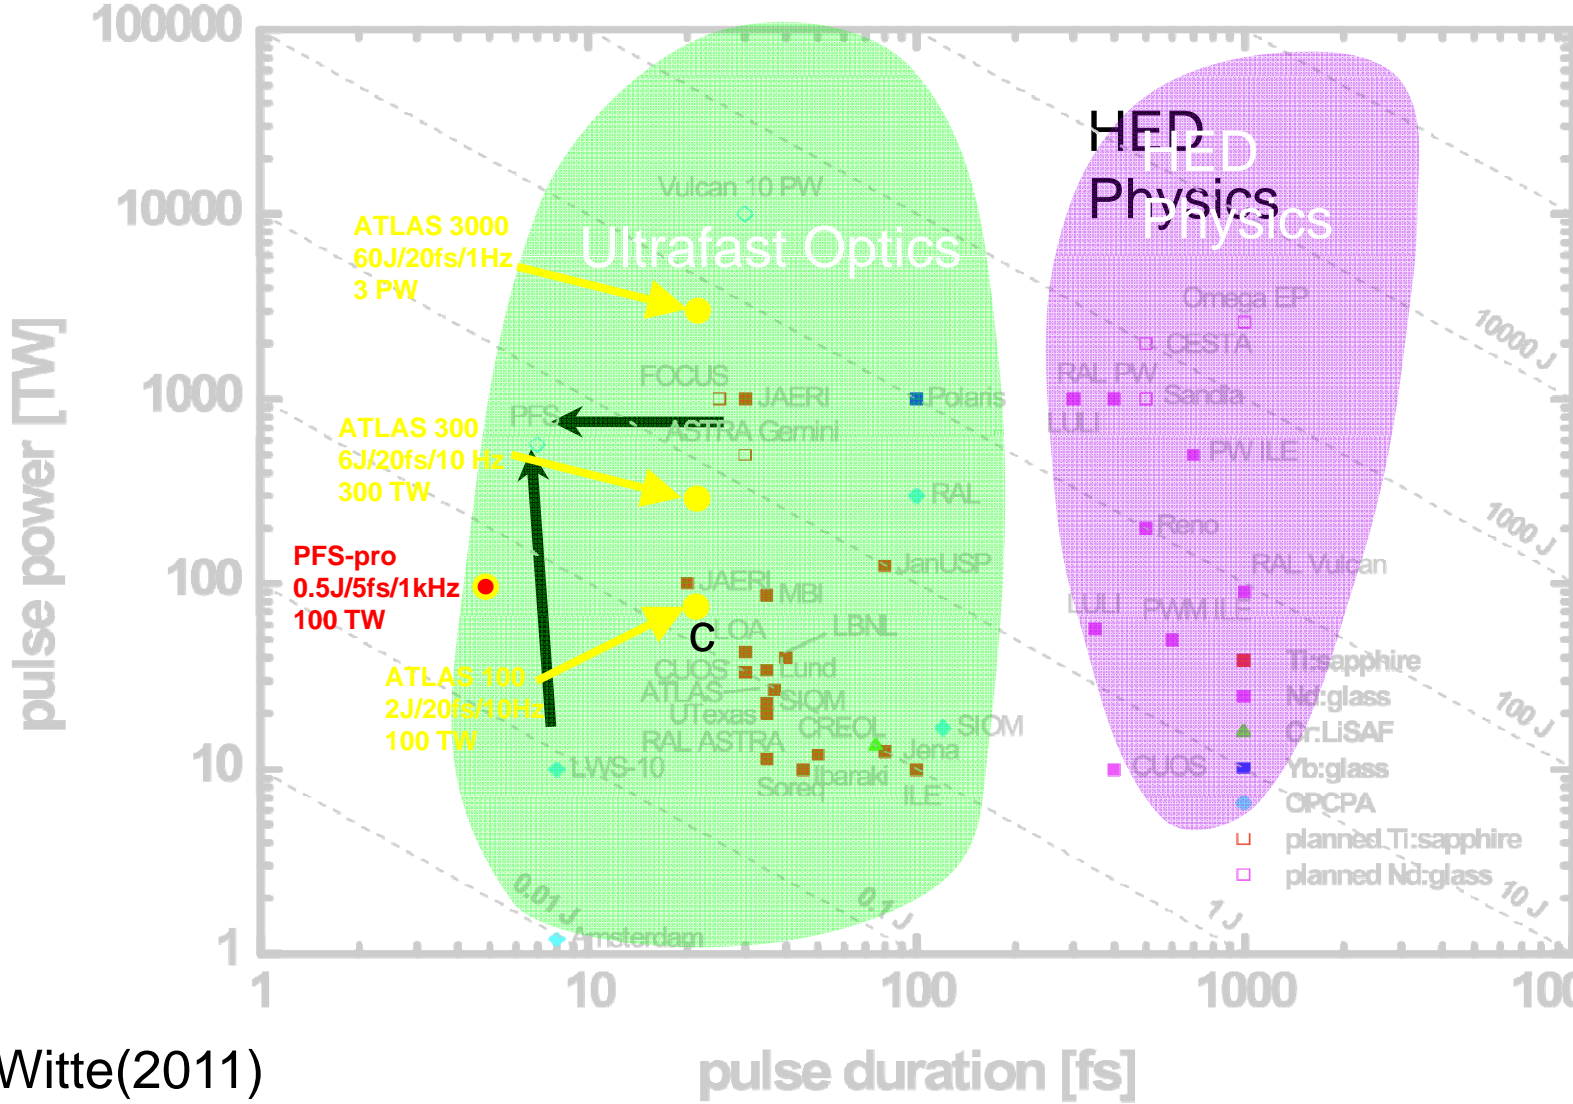 100000
10000
1000
100
10
1
pulse power [TW]
1
10
100
1000
pulse duration [fs]
Witte(2011)
HED
Physics
HED
Physics
Ultrafast Optics
Vulcan 10 PW
ATLAS 3000
60J/20fs/1Hz
3 PW
FOCUS
JAERI
Polaris
PFS
ASTRA Gemini
ATLAS 300
6J/20fs/10 Hz
300 TW
RAL
PFS-pro
0.5J/5fs/1kHz
100 TW
JanUSP
JAERI
MBI
C
LOA
LBNL
CUOS
Lund
ATLAS
SIOM
UTexas
CREOL
SIOM
RAL ASTRA
Jena
Ibaraki
Soreq
ILE
ATLAS 100
2J/20fs/10Hz
100 TW
LWS-10
Amsterdam
Omega EP
CESTA
RAL PW
Sandia
LULI
PW ILE
Reno
RAL Vulcan
LULI
PWM ILE
CUOS
Ti:sapphire
Nd:glass
Cr:LiSAF
Yb:glass
OPCPA
planned Ti:sapphire
planned Nd:glass
10000 J
1000 J
100 J
10 J
1 J
0.1 J
0.01 J